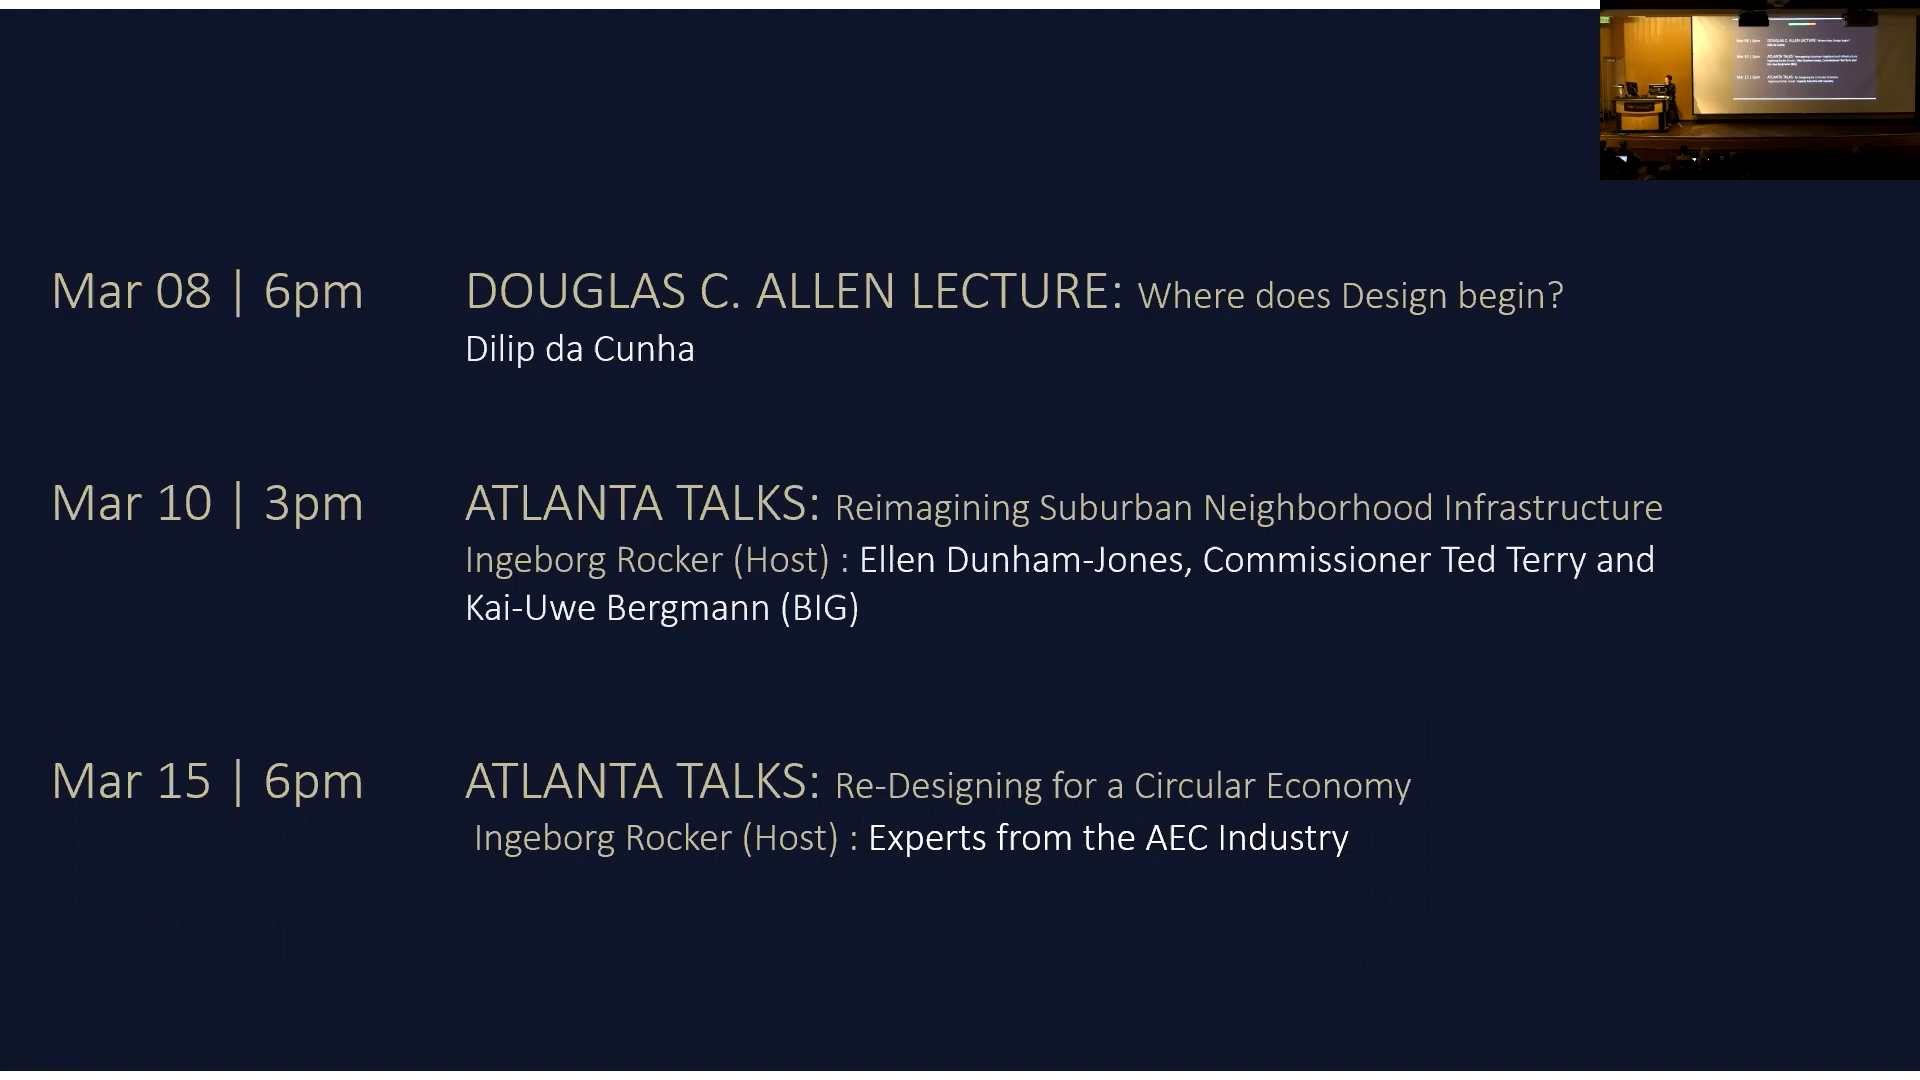 Mar 08 | 6pm DOUGLAS C. ALLEN LECTURE: Where does Design begin?
Dilip da Cunha
Mar 10 | 3pm ATLANTA TALKS: Reimagining Suburban Neighborhood Infrastructure
Ingeborg Rocker (Host) : Ellen Dunham-Jones, Commissioner Ted Terry and
Kai-Uwe Bergmann (BIG)
Mar 15 | 6pm ATLANTA TALKS: Re-Designing for a Circular Economy
Ingeborg Rocker (Host) : Experts from the AEC Industry